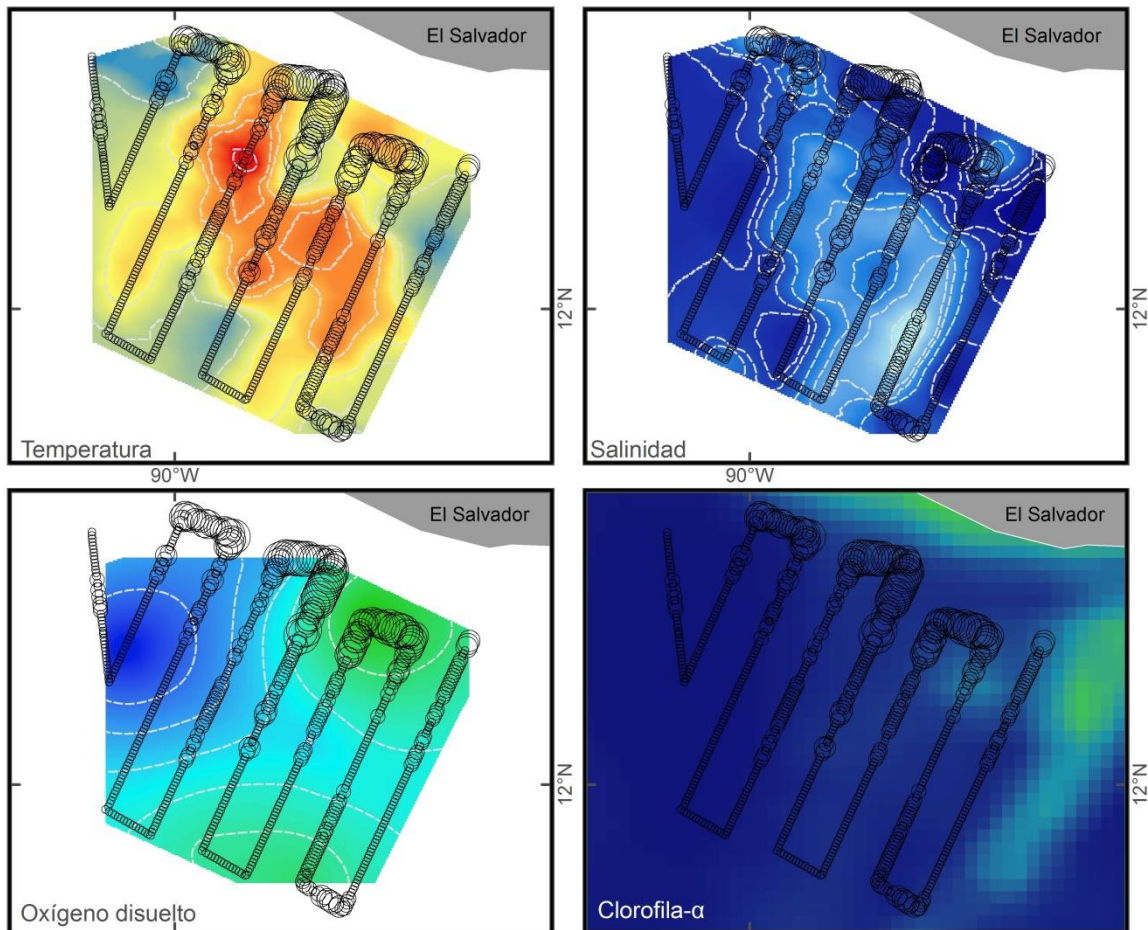 El Salvador
El Salvador
12°N
12°N
Temperatura
Salinidad
90°W
90°W
El Salvador
El Salvador
12°N
12°N
Oxígeno disuelto
Clorofila-α